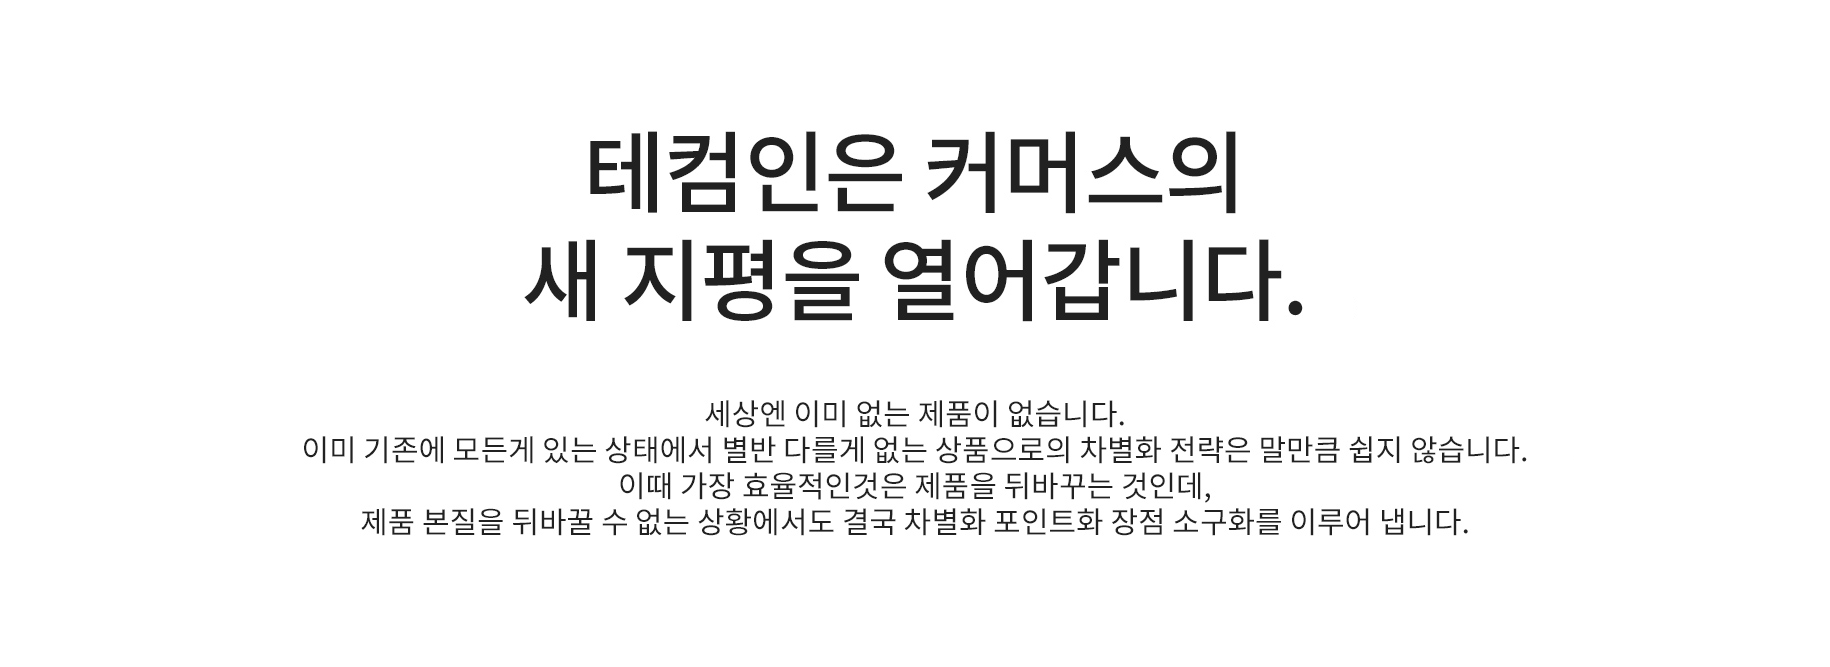 테컴인은 커머스의
새 지평을 열어갑니다.
세상엔 이미 없는 제품이 없습니다.
이미 기존에 모든게 있는 상태에서 별반 다를게 없는 상품으로의 차별화 전략은 말만큼 쉽지 않습니다.
이때 가장 효율적인것은 제품을 뒤바꾸는 것인데,
제품 본질을 뒤바꿀 수 없는 상황에서도 결국 차별화 포인트화 장점 소구화를 이루어 냅니다.